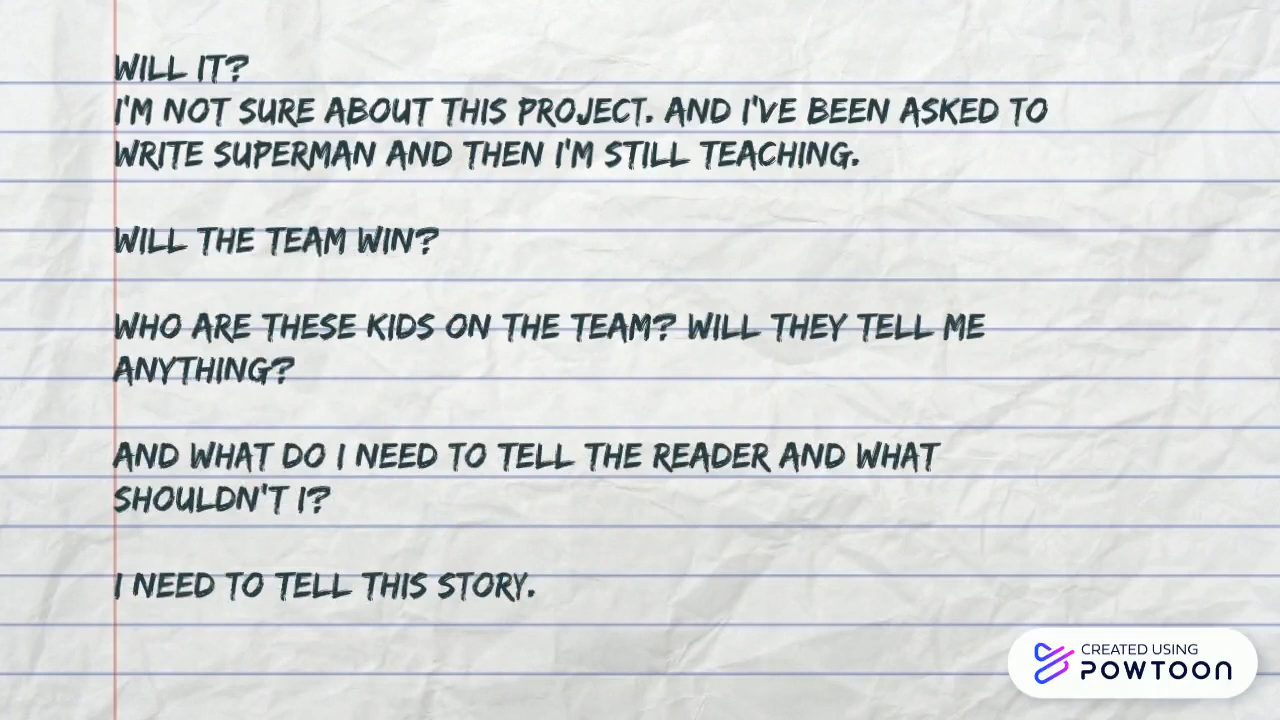 WILL IT?
I'M NOT SURE ABOUT THIS PROJECT. AND I'VE BEEN ASKED TO
WRITE SUPERMAN AND THEN I'M STILL TEACHING.
WILL THE TEAM WIN?
WHO ARE THESE KIDS ON THE TEAM? WILL THEY TELL ME
ANYTHING?
AND WHAT DO I NEED TO TELL THE READER AND WHAT
SHOULDN'T I?
I NEED TO TELL THIS STORY.
CREATED USING
POWTOON